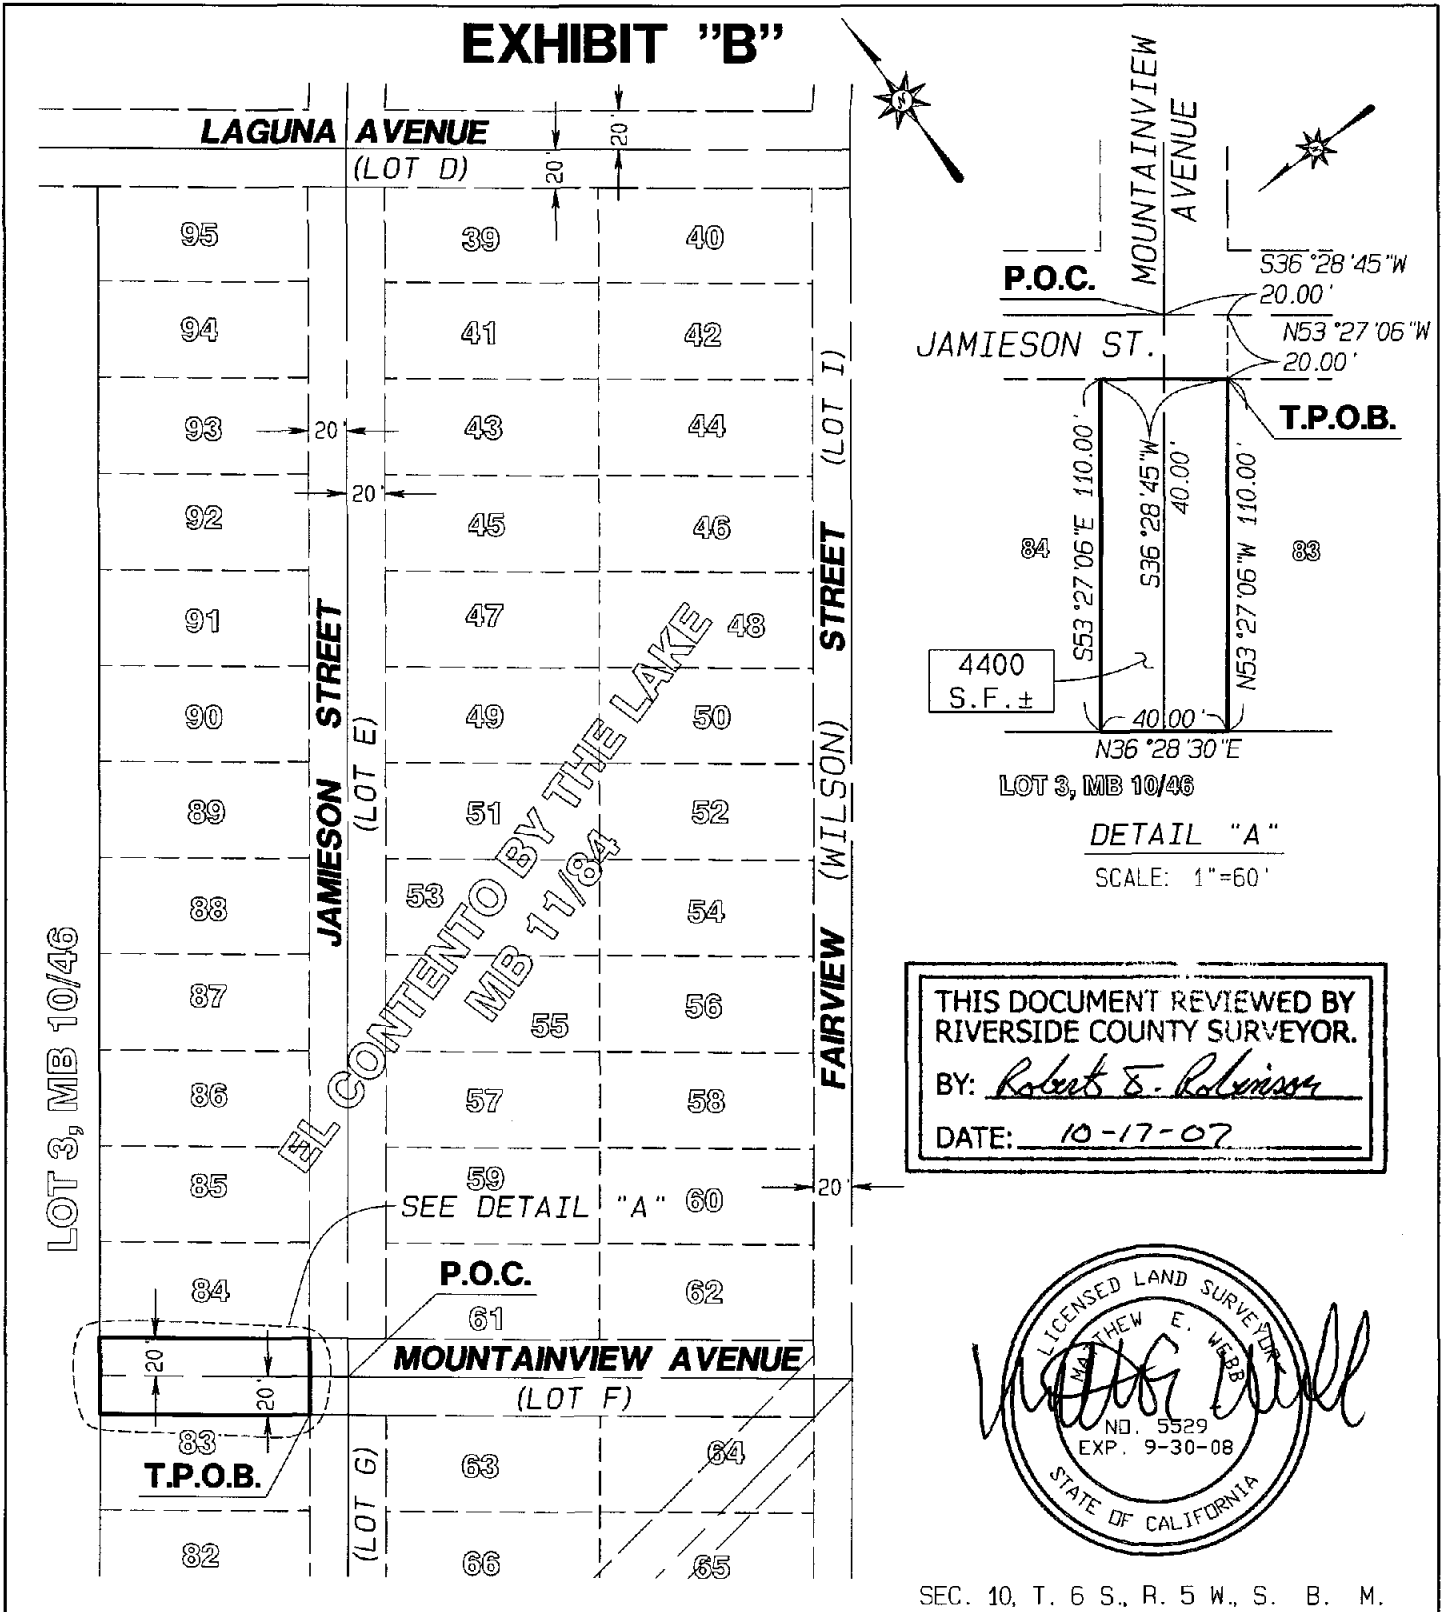 EXHIBIT "B"
LAGUNA AVENUE
(LOT D)
20'
20'
95
39
40
94
41
42
93
20'
43
44
20'
92
45
46
91
47
48
90
49
50
89
51
52
88
53
54
87
55
56
86
57
58
85
59
60
20'
84
61
62
83
63
64
82
66
65
JAMIESON STREET
(LOT E)
(LOT G)
FAIRVIEW (WILSON) STREET (LOT I)
EL CONTENTO BY THE LAKE
MB 11/84
LOT 3, MB 10/46
SEE DETAIL "A"
P.O.C.
MOUNTAINVIEW AVENUE
(LOT F)
20'
20'
T.P.O.B.
N
N
MOUNTAINVIEW
AVENUE
P.O.C.
S36°28'45"W
20.00'
JAMIESON ST.
N53°27'06"W
20.00'
T.P.O.B.
S53°27'06"E 110.00'
S36°28'45"W
40.00'
N53°27'06"W 110.00'
84
83
4400
S.F.±
40.00'
N36°28'30"E
LOT 3, MB 10/46
DETAIL "A"
SCALE: 1"=60'
THIS DOCUMENT REVIEWED BY
RIVERSIDE COUNTY SURVEYOR.
BY: Robert E. Robinson
DATE: 10-17-07
LICENSED LAND SURVEYOR
MATTHEW E. WEBB
NO. 5529
EXP. 9-30-08
STATE OF CALIFORNIA
SEC. 10, T. 6 S., R. 5 W., S. B. M.